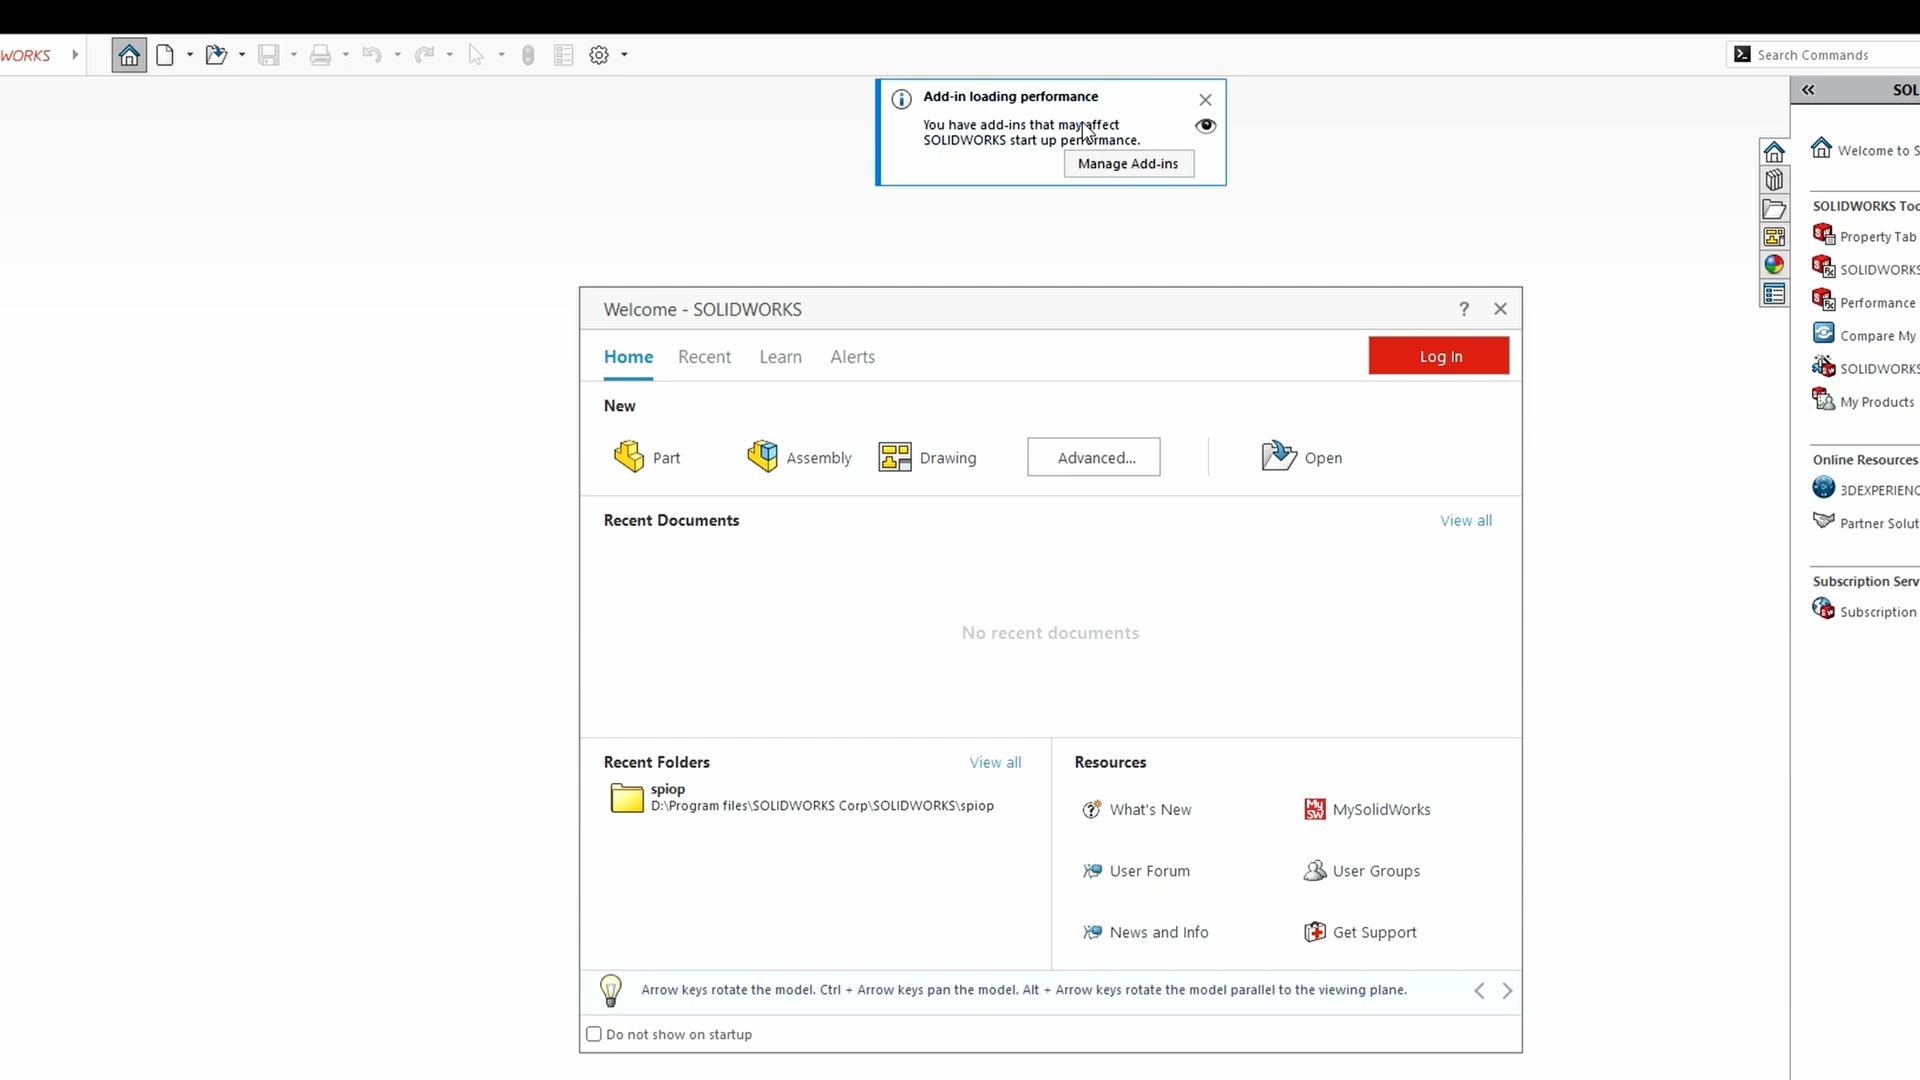 WORKS
Search Commands
Add-in loading performance
You have add-ins that may affect
SOLIDWORKS start up performance.
Manage Add-ins
SOL
Welcome to S
SOLIDWORKS Too
Property Tab
SOLIDWORKS
Performance
Compare My
SOLIDWORKS
My Products
Online Resources
3DEXPERIENC
Partner Solut
Subscription Serv
Subscription
Welcome - SOLIDWORKS
?
Home Recent Learn Alerts
Log In
New
Part Assembly Drawing Advanced... Open
Recent Documents View all
No recent documents
Recent Folders View all
spiop
D:\Program files\SOLIDWORKS Corp\SOLIDWORKS\spiop
Resources
What's New MySolidWorks
User Forum User Groups
News and Info Get Support
Arrow keys rotate the model. Ctrl + Arrow keys pan the model. Alt + Arrow keys rotate the model parallel to the viewing plane.
Do not show on startup